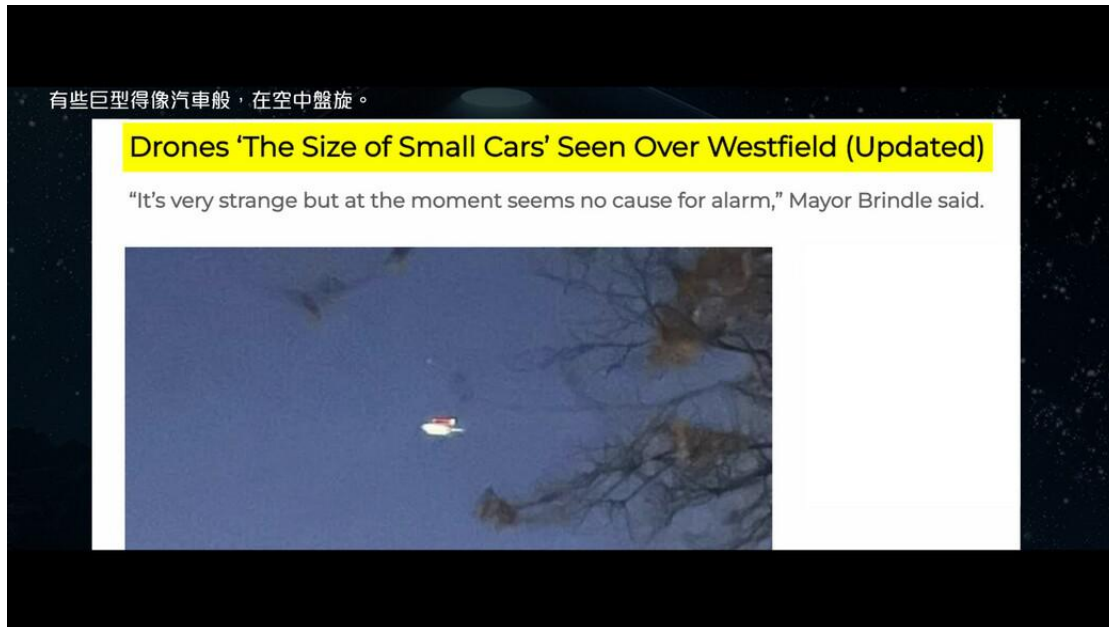 有些巨型得像汽車般，在空中盤旋。
Drones ‘The Size of Small Cars’ Seen Over Westfield (Updated)
“It’s very strange but at the moment seems no cause for alarm,” Mayor Brindle said.